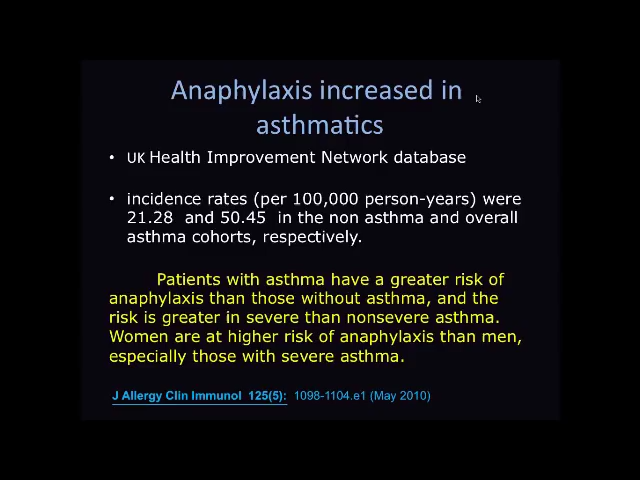 Anaphylaxis increased in
asthmatics
• UK Health Improvement Network database
• incidence rates (per 100,000 person-years) were
21.28 and 50.45 in the non asthma and overall
asthma cohorts, respectively.
Patients with asthma have a greater risk of
anaphylaxis than those without asthma, and the
risk is greater in severe than nonsevere asthma.
Women are at higher risk of anaphylaxis than men,
especially those with severe asthma.
J Allergy Clin Immunol 125(5): 1098-1104.e1 (May 2010)